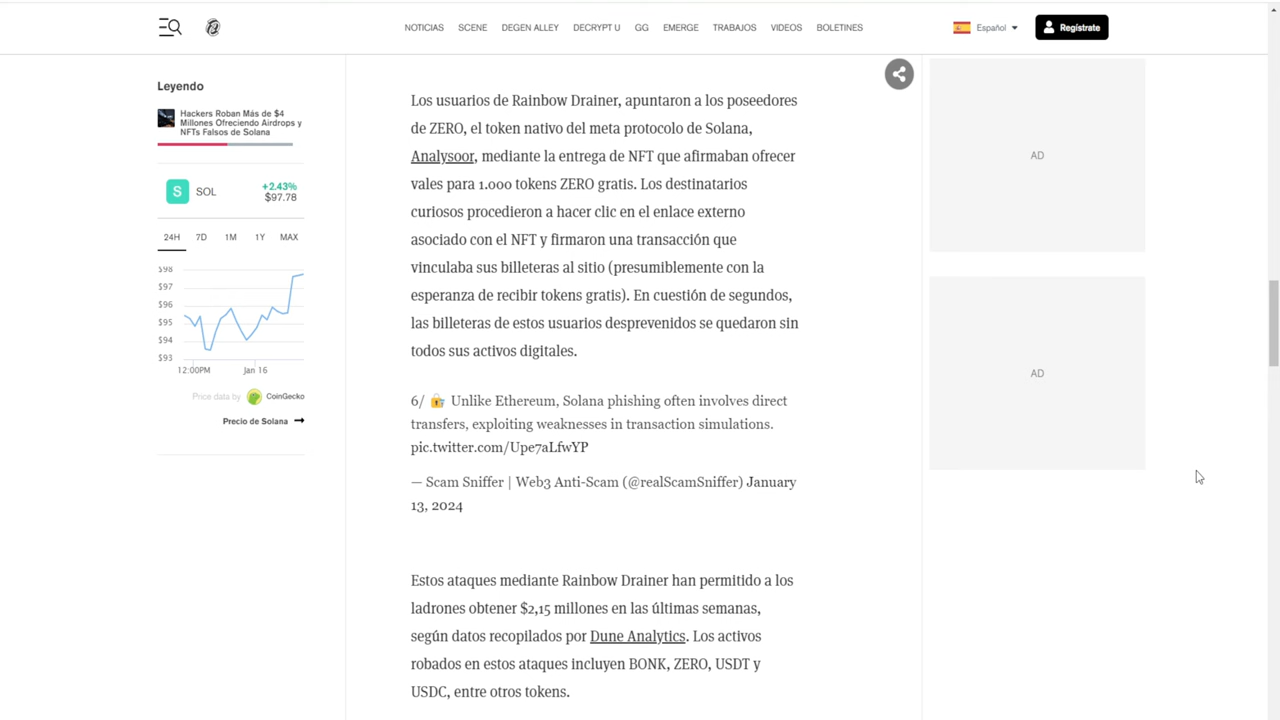 NOTICIAS SCENE DEGEN ALLEY DECRYPT U GG EMERGE TRABAJOS VIDEOS BOLETINES Español Regístrate
Leyendo
Hackers Roban Más de $4
Millones Ofreciendo Airdrops y
NFTs Falsos de Solana
S SOL +2.43%
$97.78
24H 7D 1M 1Y MAX
$98
$97
$96
$95
$94
$93
12:00PM Jan 16
Price data by CoinGecko
Precio de Solana
Los usuarios de Rainbow Drainer, apuntaron a los poseedores
de ZERO, el token nativo del meta protocolo de Solana,
Analysoor, mediante la entrega de NFT que afirmaban ofrecer
vales para 1.000 tokens ZERO gratis. Los destinatarios
curiosos procedieron a hacer clic en el enlace externo
asociado con el NFT y firmaron una transacción que
vinculaba sus billeteras al sitio (presumiblemente con la
esperanza de recibir tokens gratis). En cuestión de segundos,
las billeteras de estos usuarios desprevenidos se quedaron sin
todos sus activos digitales.
6/ 🔐 Unlike Ethereum, Solana phishing often involves direct
transfers, exploiting weaknesses in transaction simulations.
pic.twitter.com/Upe7aLfwYP
— Scam Sniffer | Web3 Anti-Scam (@realScamSniffer) January
13, 2024
Estos ataques mediante Rainbow Drainer han permitido a los
ladrones obtener $2,15 millones en las últimas semanas,
según datos recopilados por Dune Analytics. Los activos
robados en estos ataques incluyen BONK, ZERO, USDT y
USDC, entre otros tokens.
AD
AD